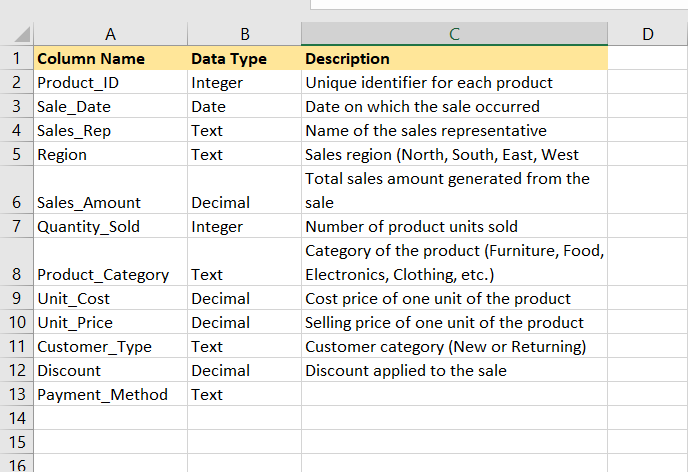 A B C D
1 Column Name Data Type Description
2 Product_ID Integer Unique identifier for each product
3 Sale_Date Date Date on which the sale occurred
4 Sales_Rep Text Name of the sales representative
5 Region Text Sales region (North, South, East, West
Total sales amount generated from the
6 Sales_Amount Decimal sale
7 Quantity_Sold Integer Number of product units sold
Category of the product (Furniture, Food,
8 Product_Category Text Electronics, Clothing, etc.)
9 Unit_Cost Decimal Cost price of one unit of the product
10 Unit_Price Decimal Selling price of one unit of the product
11 Customer_Type Text Customer category (New or Returning)
12 Discount Decimal Discount applied to the sale
13 Payment_Method Text
14
15
16